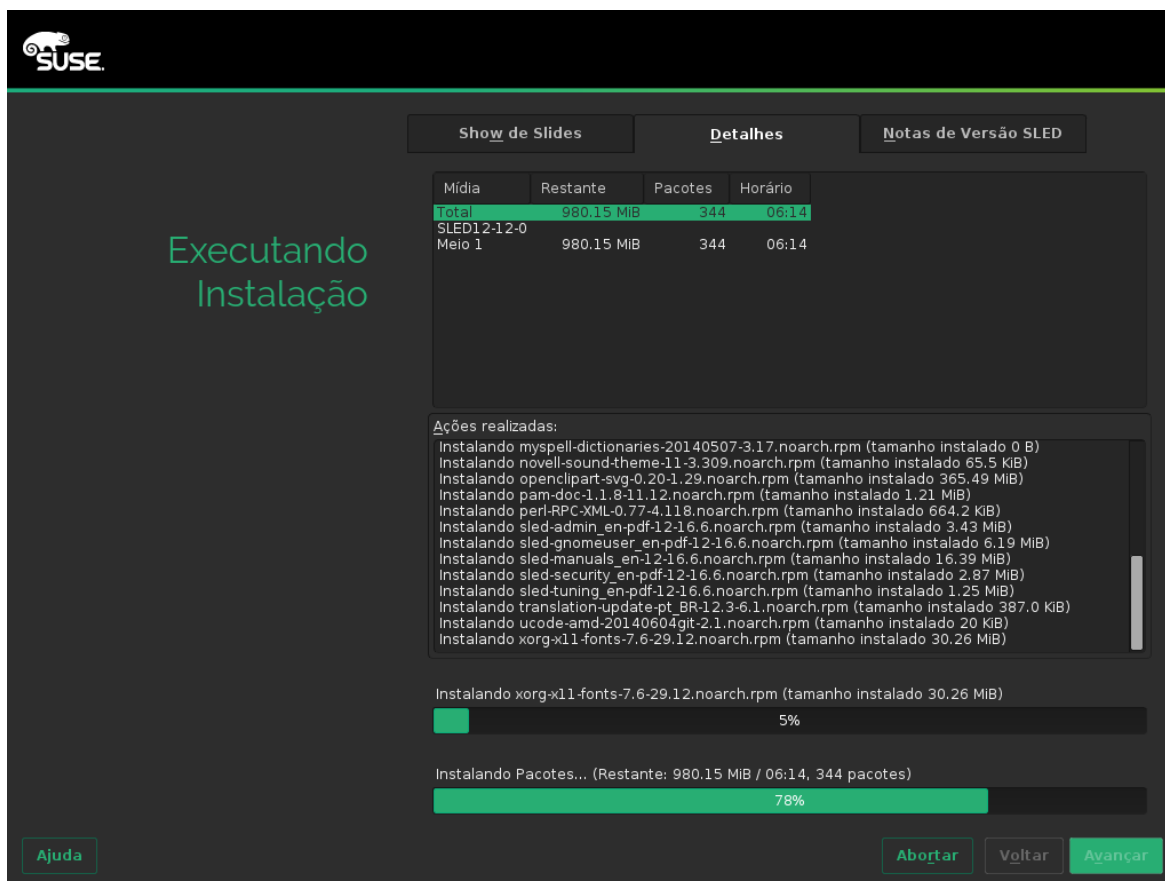 SUSE.
Show de Slides
Detalhes
Notas de Versão SLED
Executando
Instalação
Mídia Restante Pacotes Horário
Total 980.15 MiB 344 06:14
SLED12-12-0
Meio 1 980.15 MiB 344 06:14
Ações realizadas:
Instalando myspell-dictionaries-20140507-3.17.noarch.rpm (tamanho instalado 0 B)
Instalando novell-sound-theme-11-3.309.noarch.rpm (tamanho instalado 65.5 KiB)
Instalando openclipart-svg-0.20-1.29.noarch.rpm (tamanho instalado 365.49 MiB)
Instalando pam-doc-1.1.8-11.12.noarch.rpm (tamanho instalado 1.21 MiB)
Instalando perl-RPC-XML-0.77-4.118.noarch.rpm (tamanho instalado 664.2 KiB)
Instalando sled-admin_en-pdf-12-16.6.noarch.rpm (tamanho instalado 3.43 MiB)
Instalando sled-gnomeuser_en-pdf-12-16.6.noarch.rpm (tamanho instalado 6.19 MiB)
Instalando sled-manuals_en-12-16.6.noarch.rpm (tamanho instalado 16.39 MiB)
Instalando sled-security_en-pdf-12-16.6.noarch.rpm (tamanho instalado 2.87 MiB)
Instalando sled-tuning_en-pdf-12-16.6.noarch.rpm (tamanho instalado 1.25 MiB)
Instalando translation-update-pt_BR-12.3-6.1.noarch.rpm (tamanho instalado 387.0 KiB)
Instalando ucode-amd-20140604git-2.1.noarch.rpm (tamanho instalado 20 KiB)
Instalando xorg-x11-fonts-7.6-29.12.noarch.rpm (tamanho instalado 30.26 MiB)
Instalando xorg-x11-fonts-7.6-29.12.noarch.rpm (tamanho instalado 30.26 MiB)
5%
Instalando Pacotes... (Restante: 980.15 MiB / 06:14, 344 pacotes)
78%
Ajuda
Abortar
Voltar
Avançar